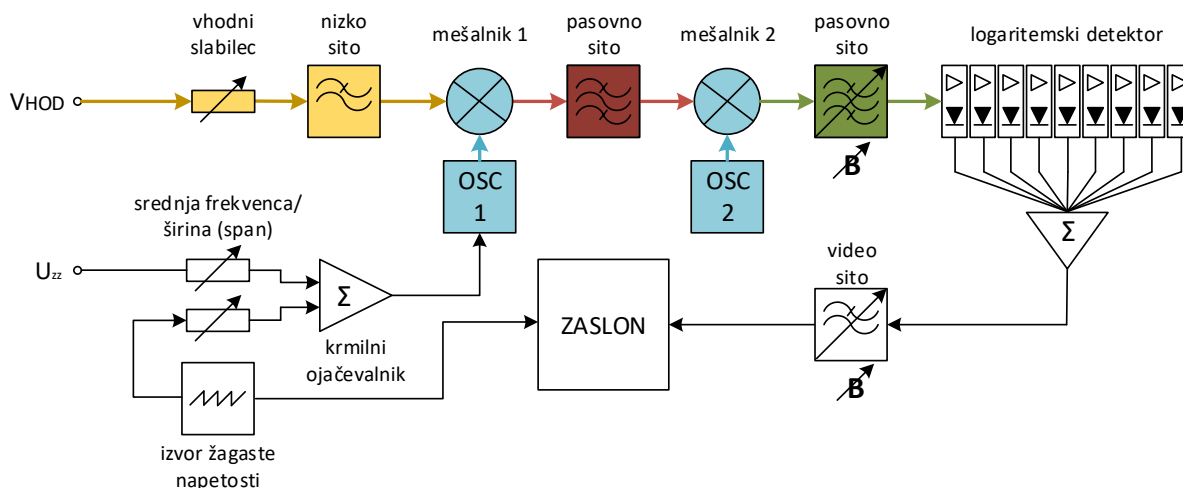 vhodni
slabilec
nizko
sito
mešalnik 1
pasovno
sito
mešalnik 2
pasovno
sito
logaritemski detektor
VHOD
B
OSC
1
OSC
2
srednja frekvenca/
širina (span)
Σ
Uzz
video
sito
Σ
ZASLON
krmilni
ojačevalnik
B
izvor žagaste
napetosti